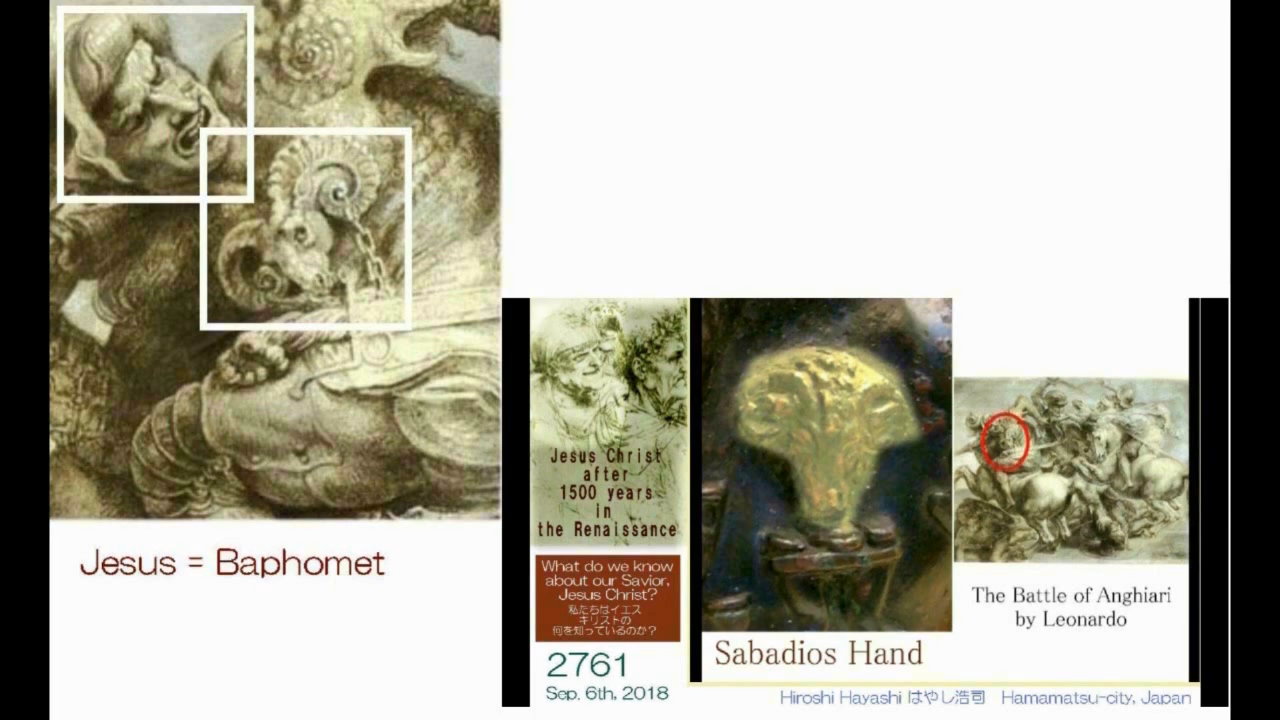 Jesus = Baphomet
Jesus Christ
after
1500 years
in
the Renaissance
What do we know
about our Savior,
Jesus Christ?
私たちはイエス
キリストの
何を知っているのか？
2761
Sep. 6th, 2018
Sabadios Hand
The Battle of Anghiari
by Leonardo
Hiroshi Hayashi はやし浩司 Hamamatsu-city, Japan